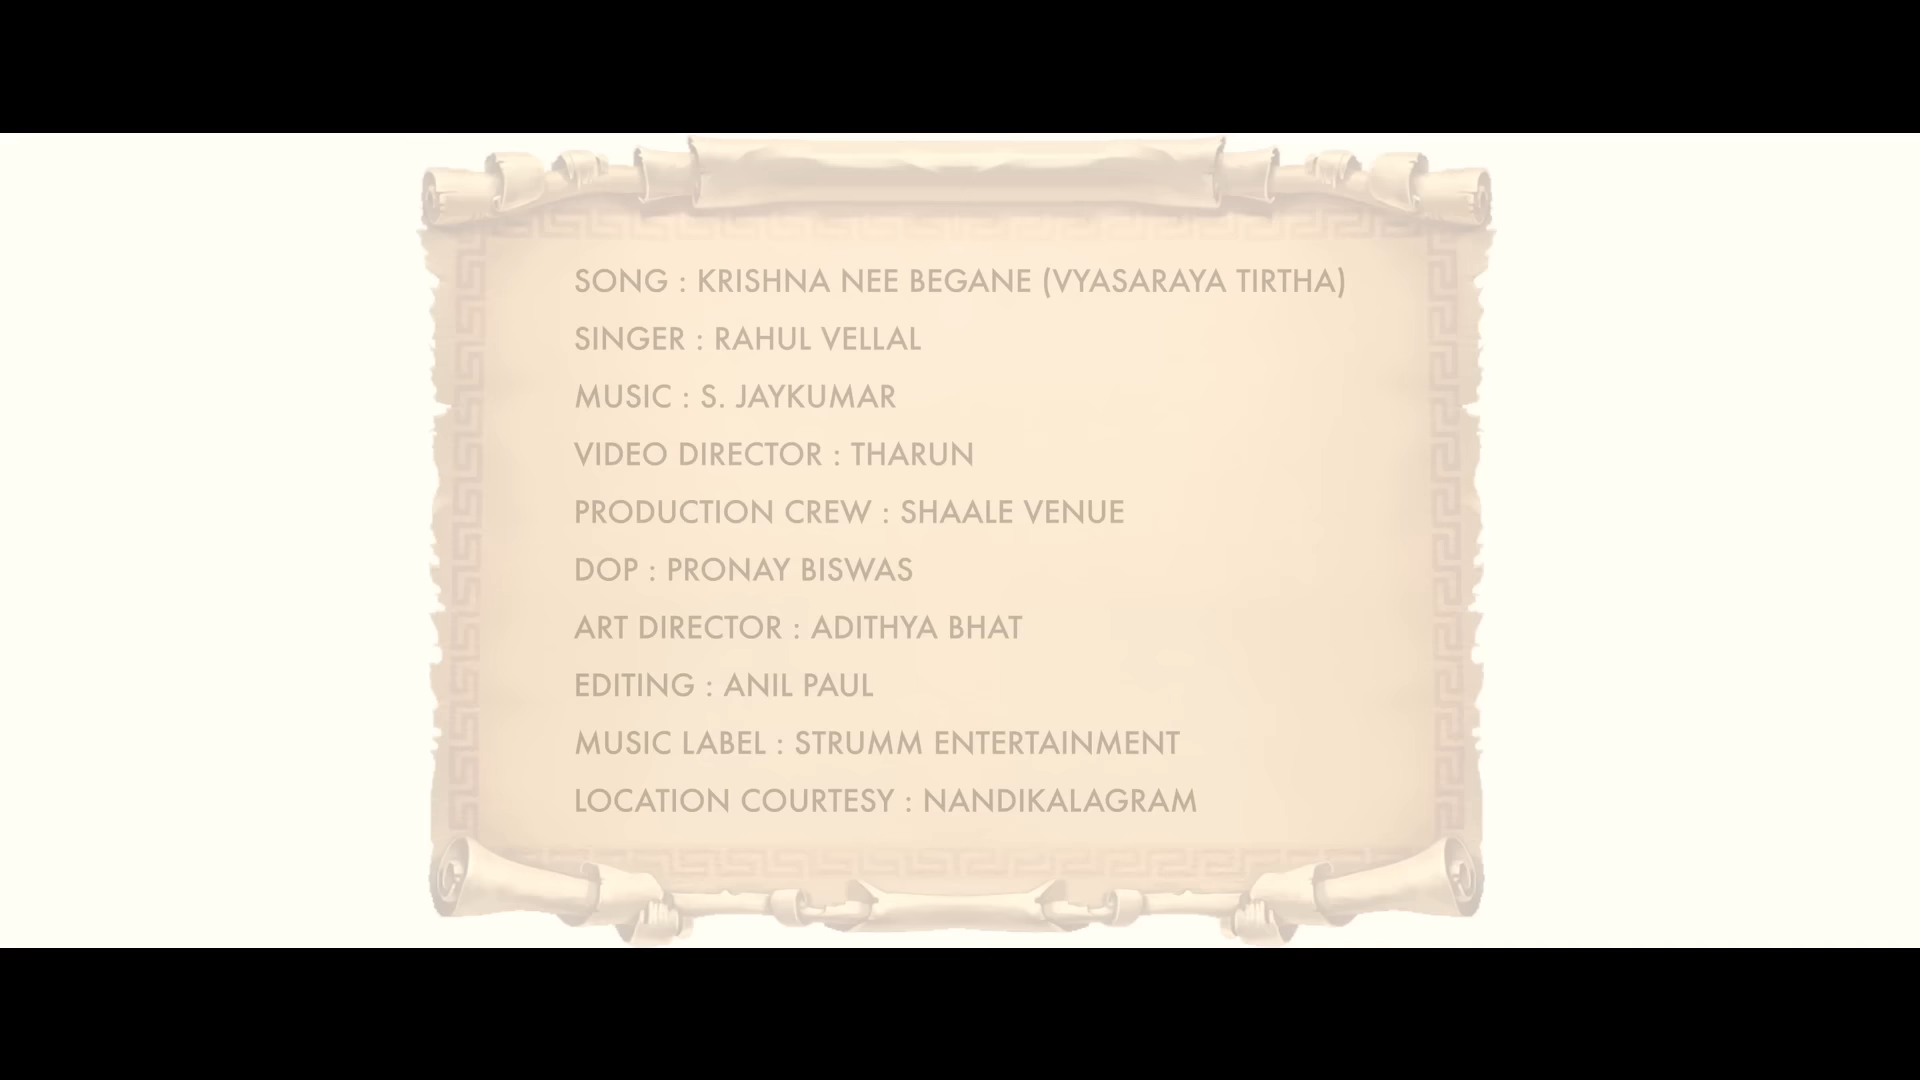 SONG : KRISHNA NEE BEGANE (VYASARAYA TIRTHA)
SINGER : RAHUL VELLAL
MUSIC : S. JAYKUMAR
VIDEO DIRECTOR : THARUN
PRODUCTION CREW : SHAALE VENUE
DOP : PRONAY BISWAS
ART DIRECTOR : ADITHYA BHAT
EDITING : ANIL PAUL
MUSIC LABEL : STRUMM ENTERTAINMENT
LOCATION COURTESY : NANDIKALAGRAM